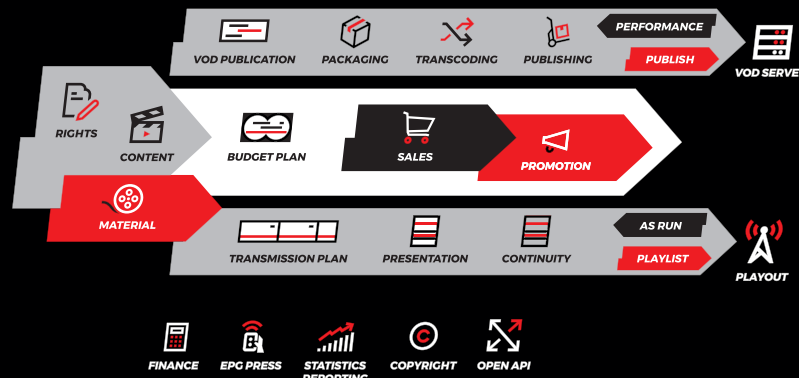 VOD PUBLICATION
PACKAGING
TRANSCODING
PUBLISHING
PERFORMANCE
PUBLISH
VOD SERVE
RIGHTS
CONTENT
BUDGET PLAN
SALES
PROMOTION
MATERIAL
TRANSMISSION PLAN
PRESENTATION
CONTINUITY
AS RUN
PLAYLIST
PLAYOUT
FINANCE
EPG PRESS
STATISTICS
REPORTING
COPYRIGHT
OPEN API